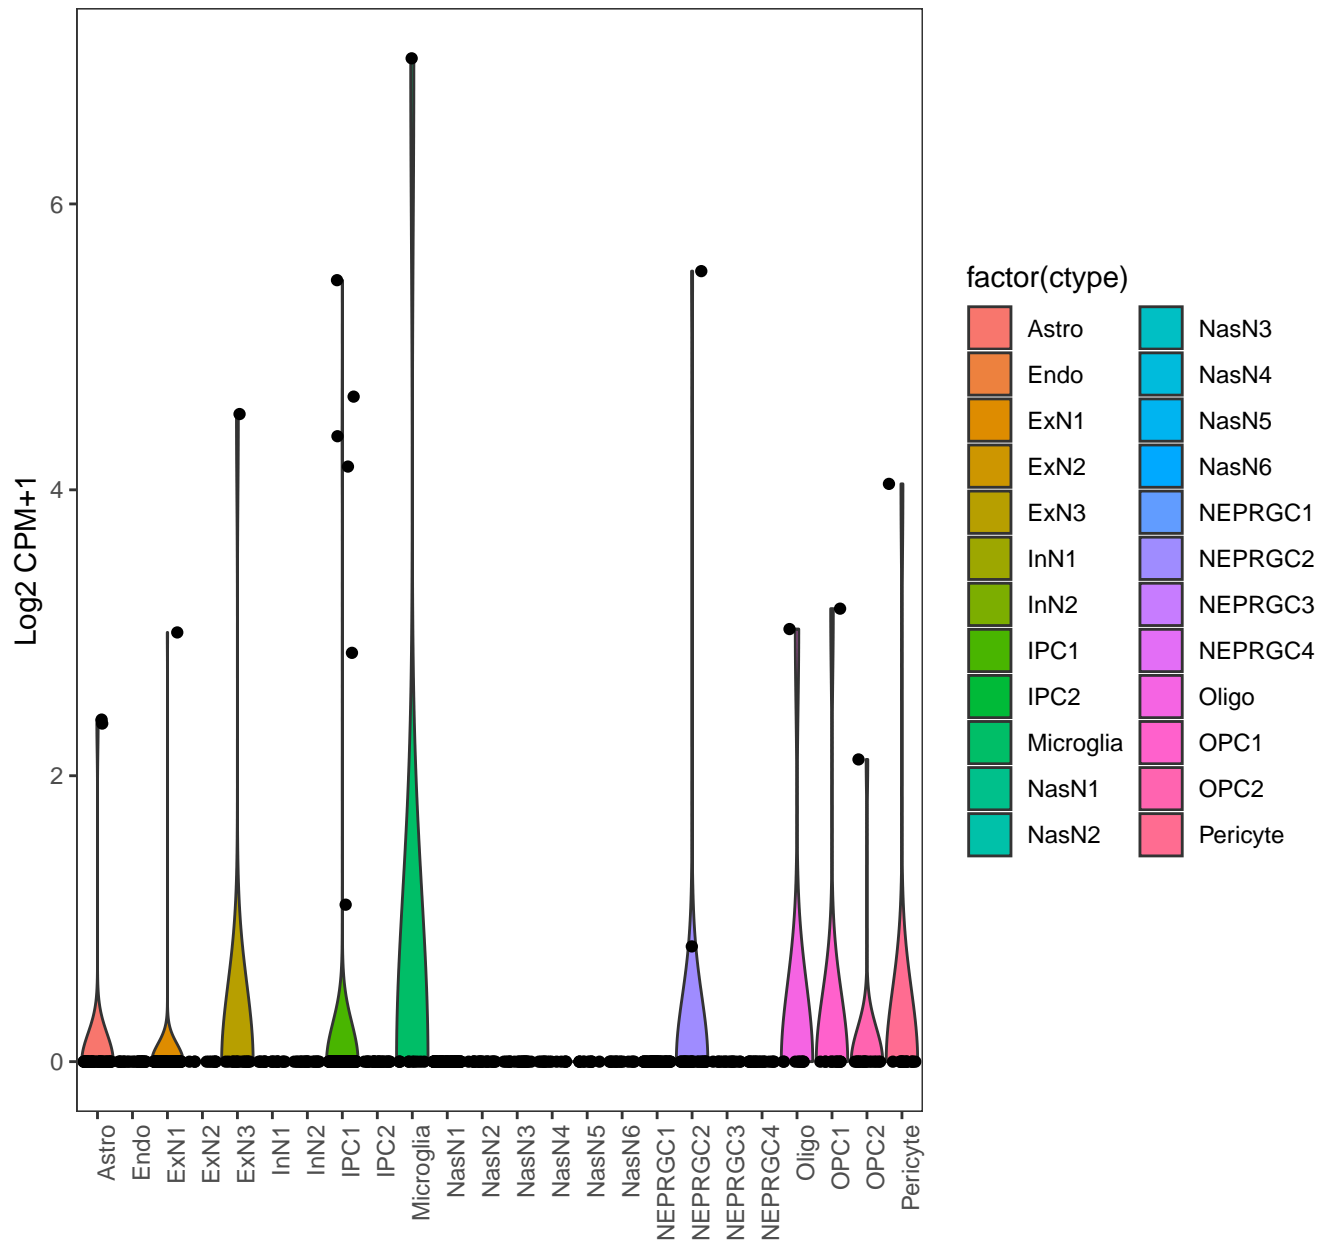 Log2 CPM+1
6
4
2
0
Astro
Endo
ExN1
ExN2
ExN3
InN1
InN2
IPC1
IPC2
Microglia
NasN1
NasN2
NasN3
NasN4
NasN5
NasN6
NEPRGC1
NEPRGC2
NEPRGC3
NEPRGC4
Oligo
OPC1
OPC2
Pericyte
factor(ctype)
Astro
Endo
ExN1
ExN2
ExN3
InN1
InN2
IPC1
IPC2
Microglia
NasN1
NasN2
NasN3
NasN4
NasN5
NasN6
NEPRGC1
NEPRGC2
NEPRGC3
NEPRGC4
Oligo
OPC1
OPC2
Pericyte